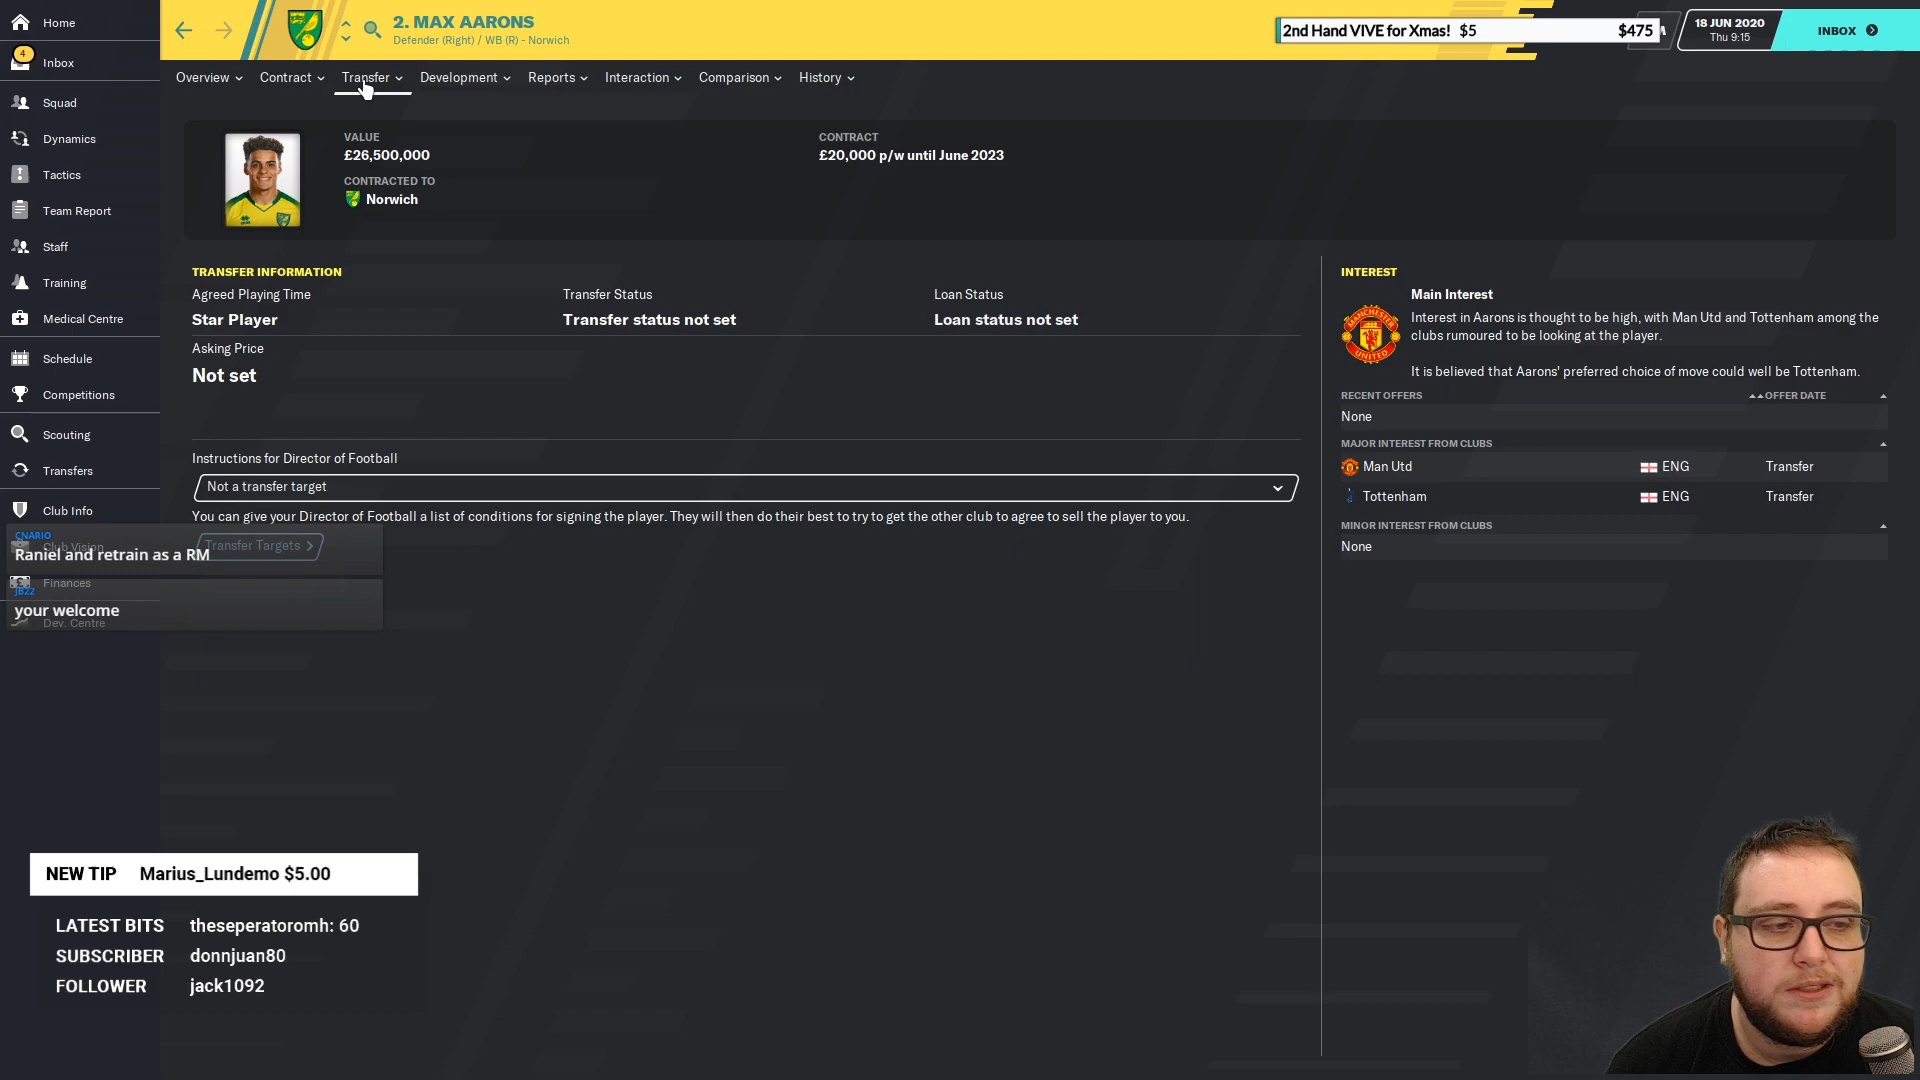 Home
4
Inbox
Squad
Dynamics
Tactics
Team Report
Staff
Training
Medical Centre
Schedule
Competitions
Scouting
Transfers
Club Info
Club Vision
Finances
Dev. Centre
2. MAX AARONS
Defender (Right) / WB (R) - Norwich
2nd Hand VIVE for Xmas! $5 $475
18 JUN 2020
Thu 9:15
INBOX
Overview Contract Transfer Development Reports Interaction Comparison History
VALUE
£26,500,000
CONTRACTED TO
Norwich
CONTRACT
£20,000 p/w until June 2023
TRANSFER INFORMATION
Agreed Playing Time Transfer Status Loan Status
Star Player Transfer status not set Loan status not set
Asking Price
Not set
Instructions for Director of Football
Not a transfer target
You can give your Director of Football a list of conditions for signing the player. They will then do their best to try to get the other club to agree to sell the player to you.
Transfer Targets >
INTEREST
Main Interest
Interest in Aarons is thought to be high, with Man Utd and Tottenham among the
clubs rumoured to be looking at the player.
It is believed that Aarons' preferred choice of move could well be Tottenham.
MANCHESTER
UNITED
RECENT OFFERS OFFER DATE
None
MAJOR INTEREST FROM CLUBS
Man Utd ENG Transfer
Tottenham ENG Transfer
MINOR INTEREST FROM CLUBS
None
CNARIO
Raniel and retrain as a RM
JB22
your welcome
NEW TIP Marius_Lundemo $5.00
LATEST BITS theseperatoromh: 60
SUBSCRIBER donnjuan80
FOLLOWER jack1092